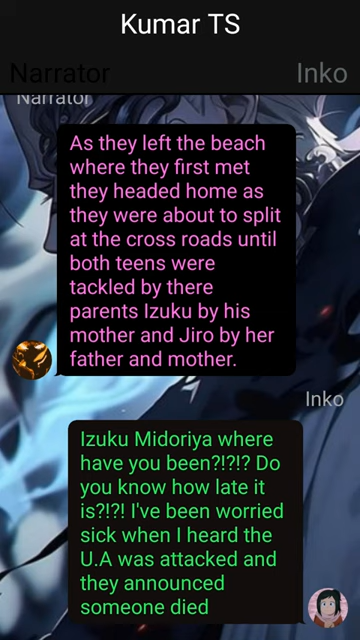 Kumar TS
Narrator
Inko
Narrator
As they left the beach
where they first met
they headed home as
they were about to split
at the cross roads until
both teens were
tackled by there
parents Izuku by his
mother and Jiro by her
father and mother.
Inko
Izuku Midoriya where
have you been?!?!? Do
you know how late it
is?!?! I've been worried
sick when I heard the
U.A was attacked and
they announced
someone died